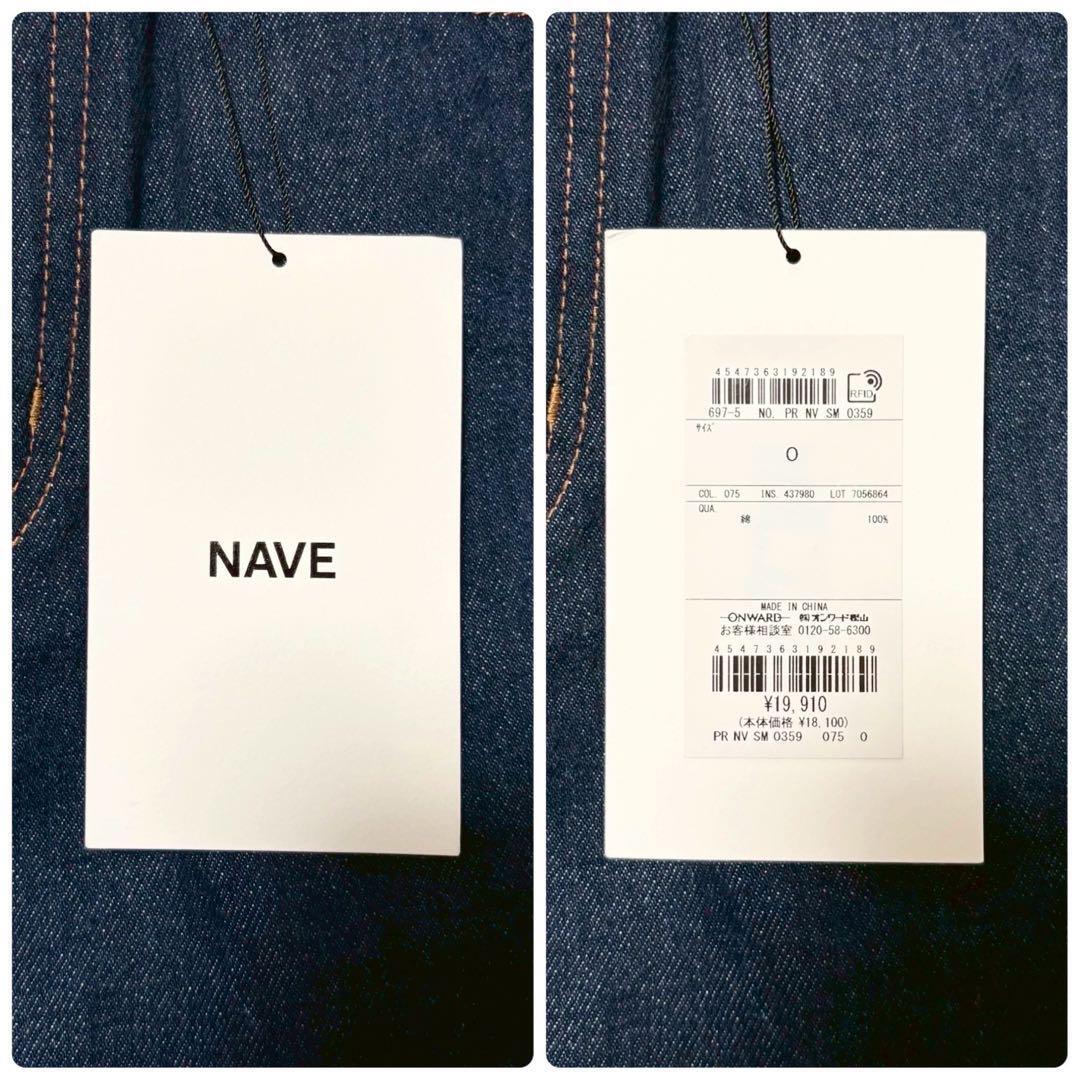 NAVE
4547363192189
RFID
697-5 NO. PR NV SM 0359
サイズ
O
COL. 075 INS. 437980 LOT 7056864
QUA.
綿 100%
MADE IN CHINA
ONWARD ㈱オンワード樫山
お客様相談室 0120-58-6300
4547363192189
¥19,910
(本体価格 ¥18,100)
PR NV SM 0359 075 0